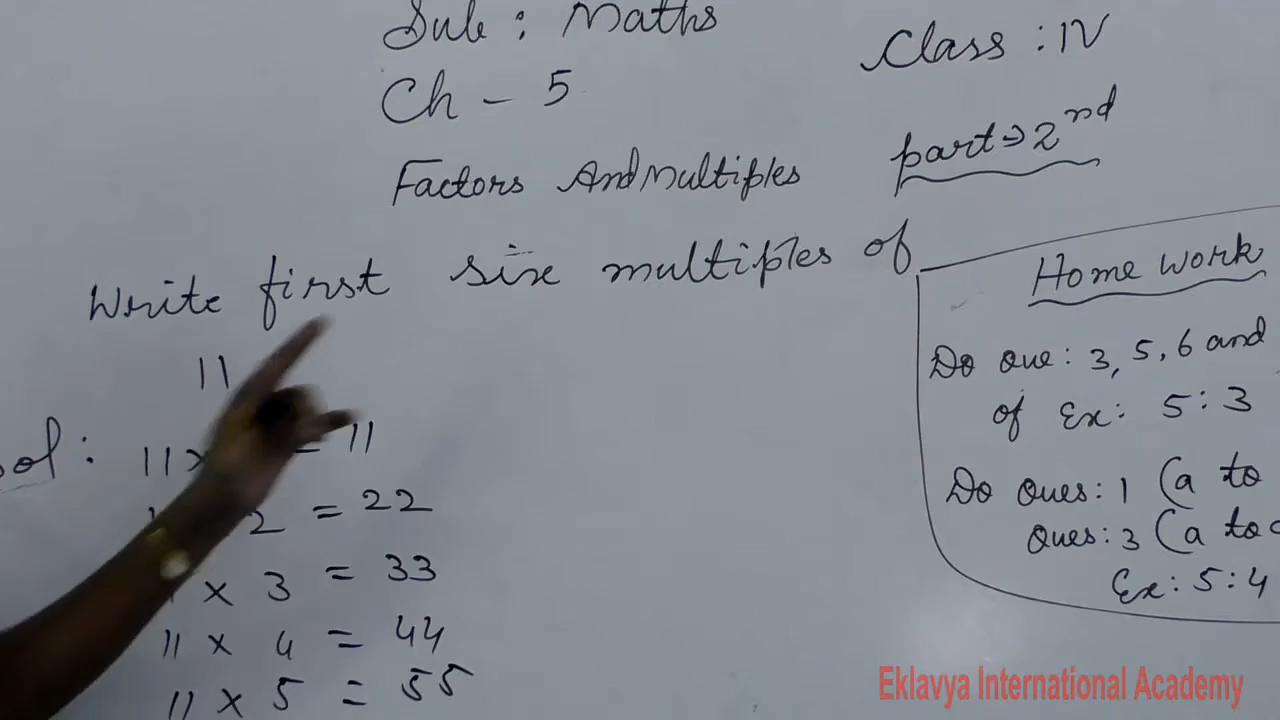 Sub : Maths
Class : IV
Ch - 5
part ⇒ 2nd
Factors And Multiples
Write first six multiples of
11
Sol :
11 × = 11
2 = 22
× 3 = 33
11 × 4 = 44
11 × 5 = 55
Home Work
Do Que : 3, 5, 6 and
of Ex : 5 : 3
Do Ques : 1 (a to
Ques : 3 (a to
Ex : 5 : 4
Eklavya International Academy